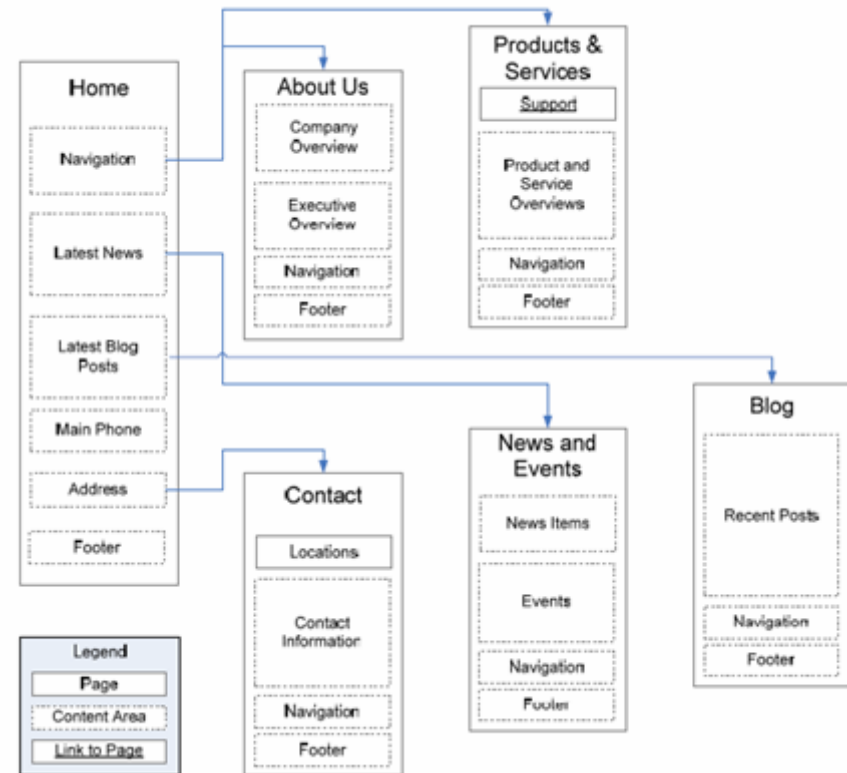 Home
Navigation
Latest News
Latest Blog
Posts
Main Phone
Address
Footer
About Us
Company
Overview
Executive
Overview
Navigation
Footer
Products &
Services
Support
Product and
Service
Overviews
Navigation
Footer
Contact
Locations
Contact
Information
Navigation
Footer
News and
Events
News Items
Events
Navigation
Footer
Blog
Recent Posts
Navigation
Footer
Legend
Page
Content Area
Link to Page